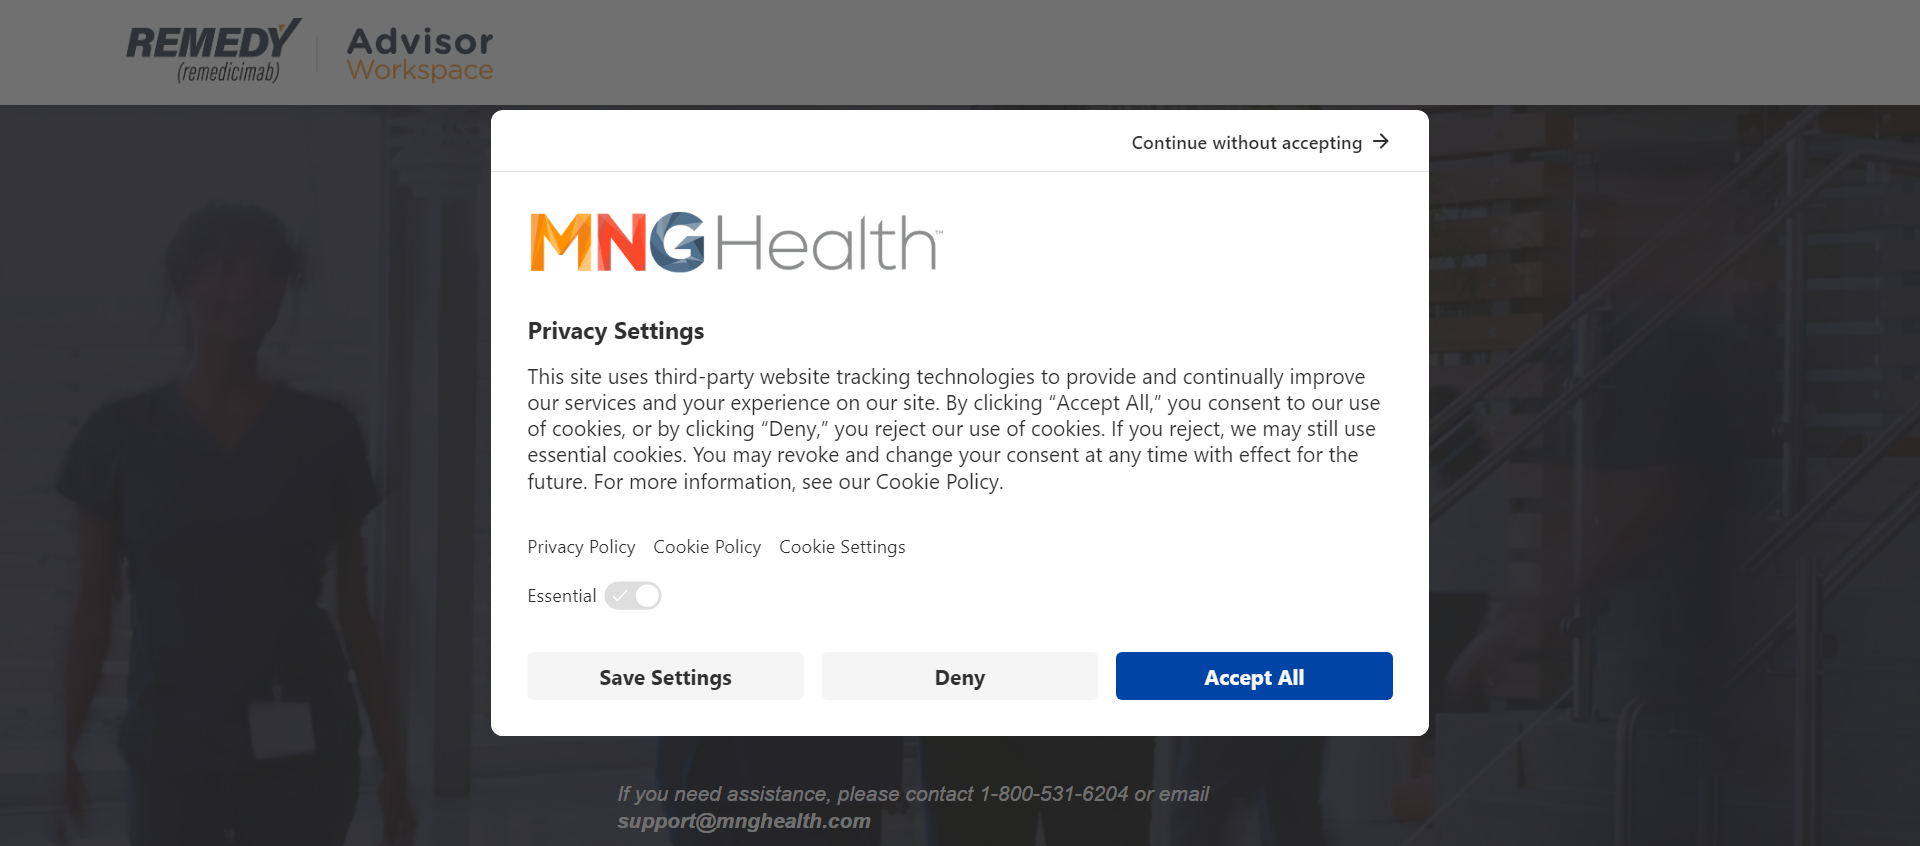 REMEDY
(remedicimab)
Advisor
Workspace
Continue without accepting
MNG Health™
Privacy Settings
This site uses third-party website tracking technologies to provide and continually improve
our services and your experience on our site. By clicking “Accept All,” you consent to our use
of cookies, or by clicking “Deny,” you reject our use of cookies. If you reject, we may still use
essential cookies. You may revoke and change your consent at any time with effect for the
future. For more information, see our Cookie Policy.
Privacy Policy Cookie Policy Cookie Settings
Essential
Save Settings Deny Accept All
If you need assistance, please contact 1-800-531-6204 or email
support@mnghealth.com